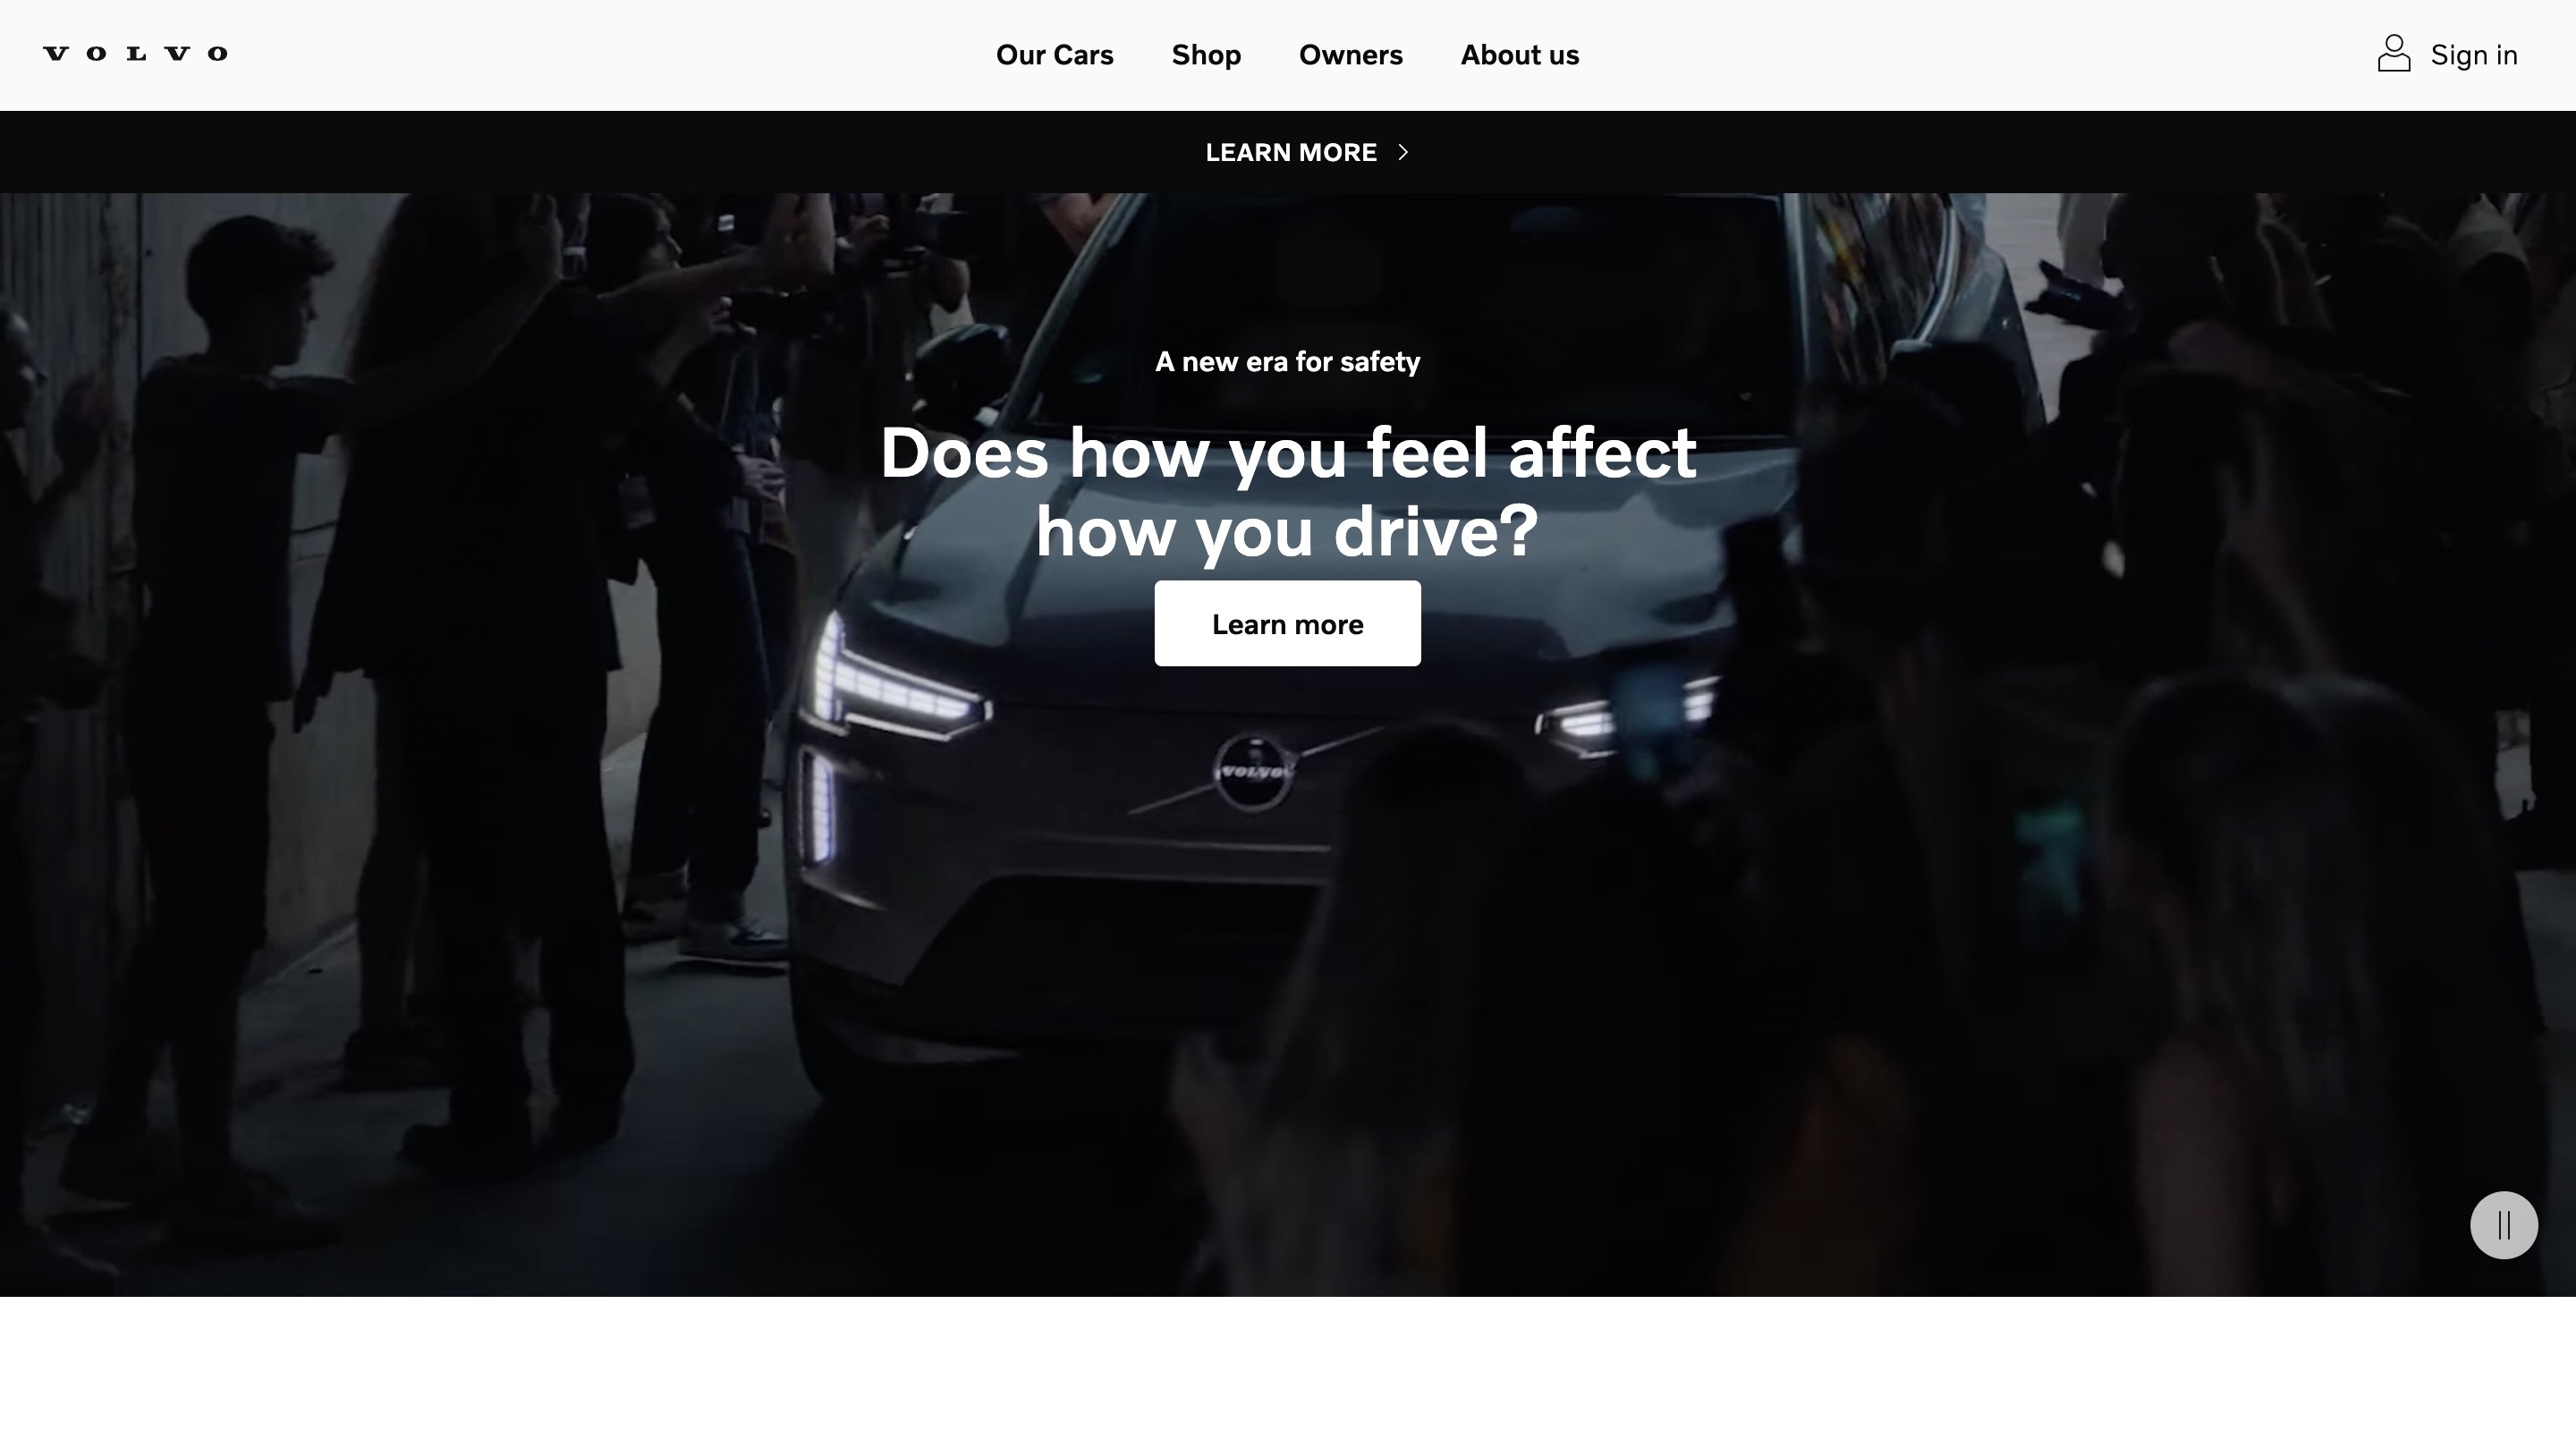 VOLVO
Our Cars
Shop
Owners
About us
Sign in
LEARN MORE
A new era for safety
Does how you feel affect
how you drive?
Learn more
VOLVO